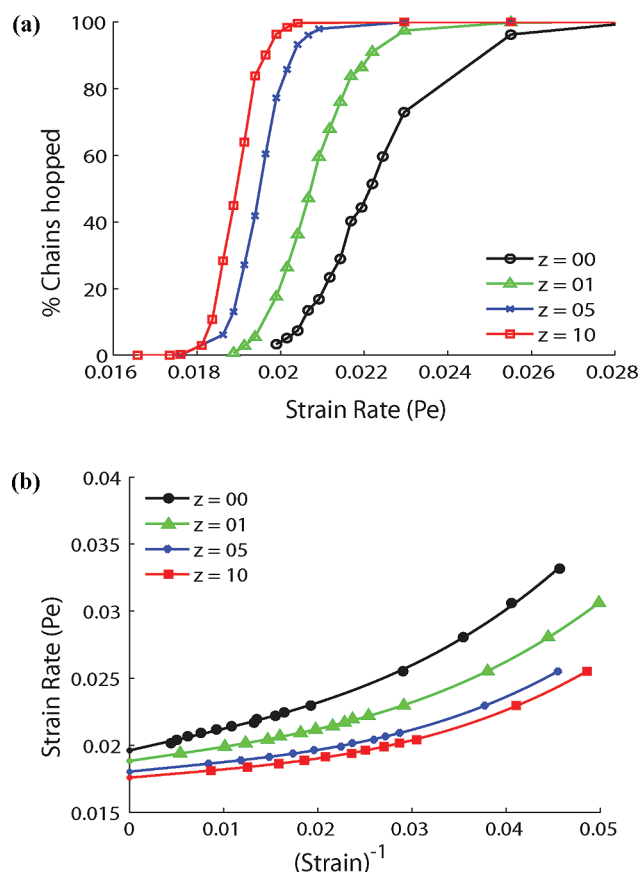 (a)
100
80
60
40
20
0
% Chains hopped
z = 00
z = 01
z = 05
z = 10
0.016 0.018 0.02 0.022 0.024 0.026 0.028
Strain Rate (Pe)
(b)
0.04
0.035
0.03
0.025
0.02
0.015
Strain Rate (Pe)
z = 00
z = 01
z = 05
z = 10
0 0.01 0.02 0.03 0.04 0.05
(Strain)⁻¹